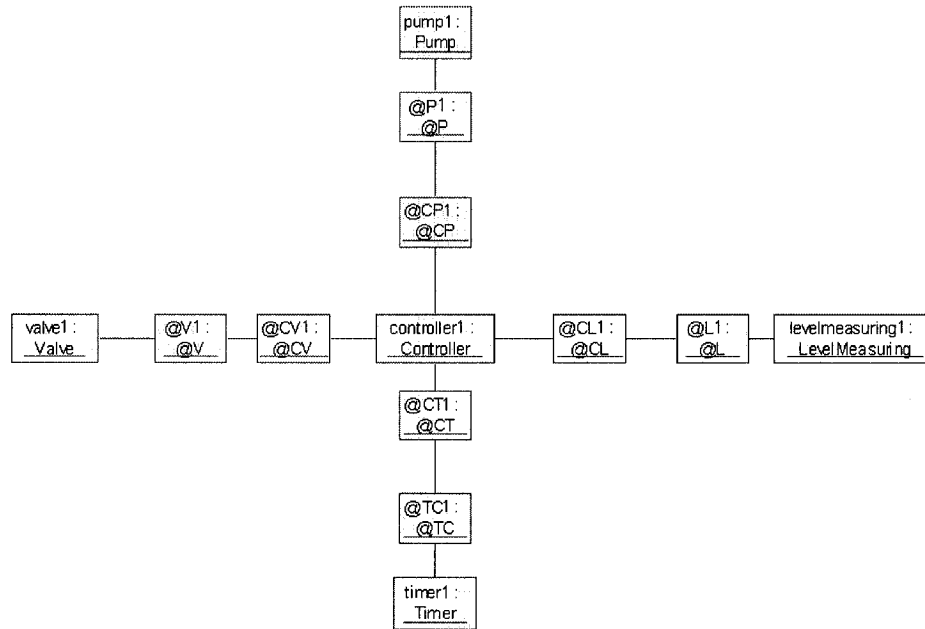 pump1 :
Pump
@P1 :
@P
@CP1 :
@CP
valve1 :
Valve
@V1 :
@V
@CV1 :
@CV
controller1 :
Controller
@CL1 :
@CL
@L1 :
@L
levelmeasuring1 :
LevelMeasuring
@CT1 :
@CT
@TC1 :
@TC
timer1 :
Timer